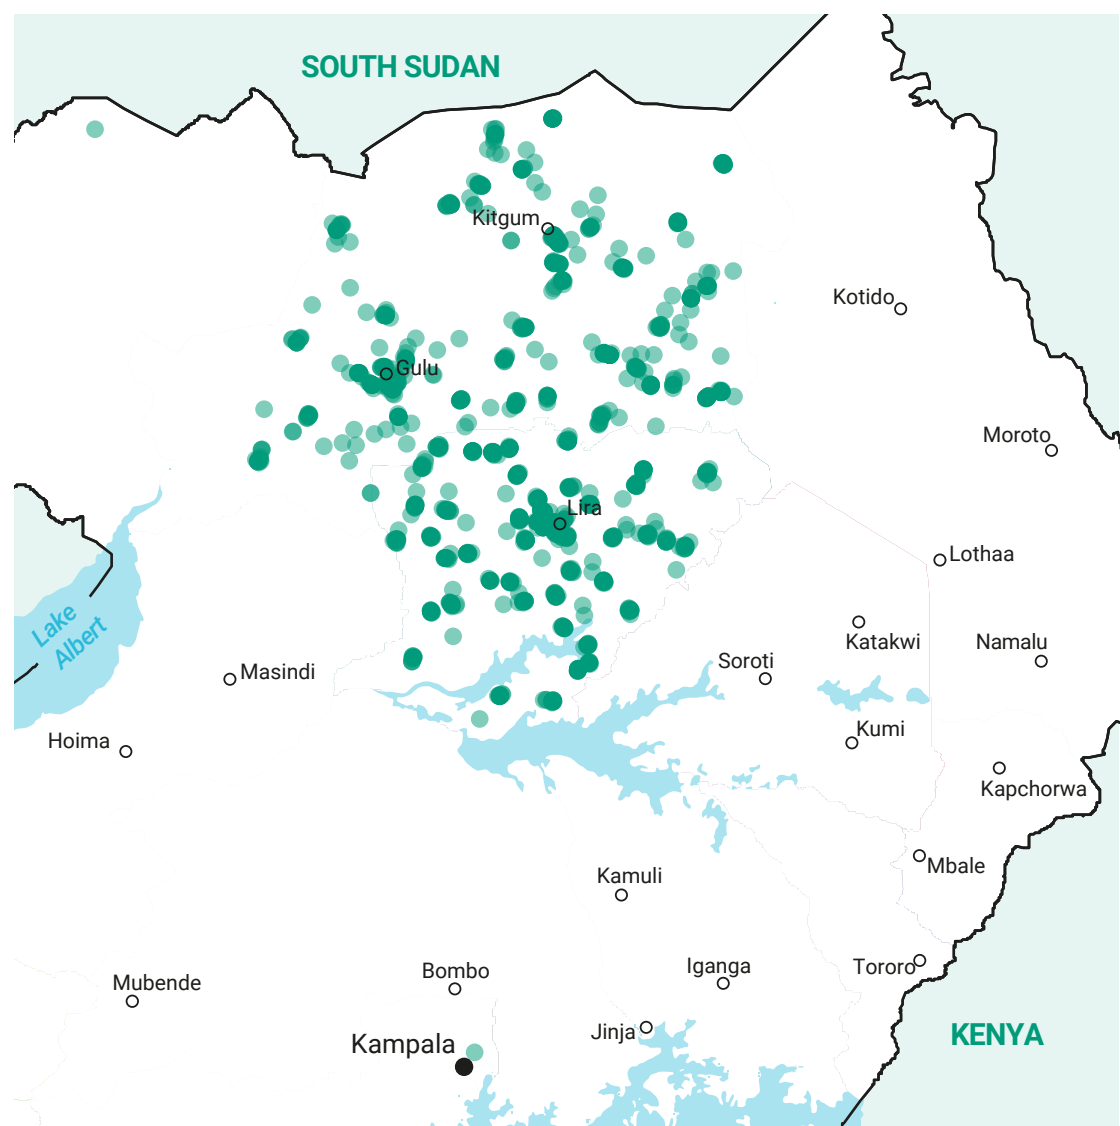 SOUTH SUDAN
Kitgum
Kotido
Gulu
Moroto
Lira
Lothaa
Lake
Albert
Katakwi
Namalu
Masindi
Soroti
Hoima
Kumi
Kapchorwa
Mbale
Kamuli
Mubende
Bombo
Iganga
Tororo
Jinja
Kampala
KENYA